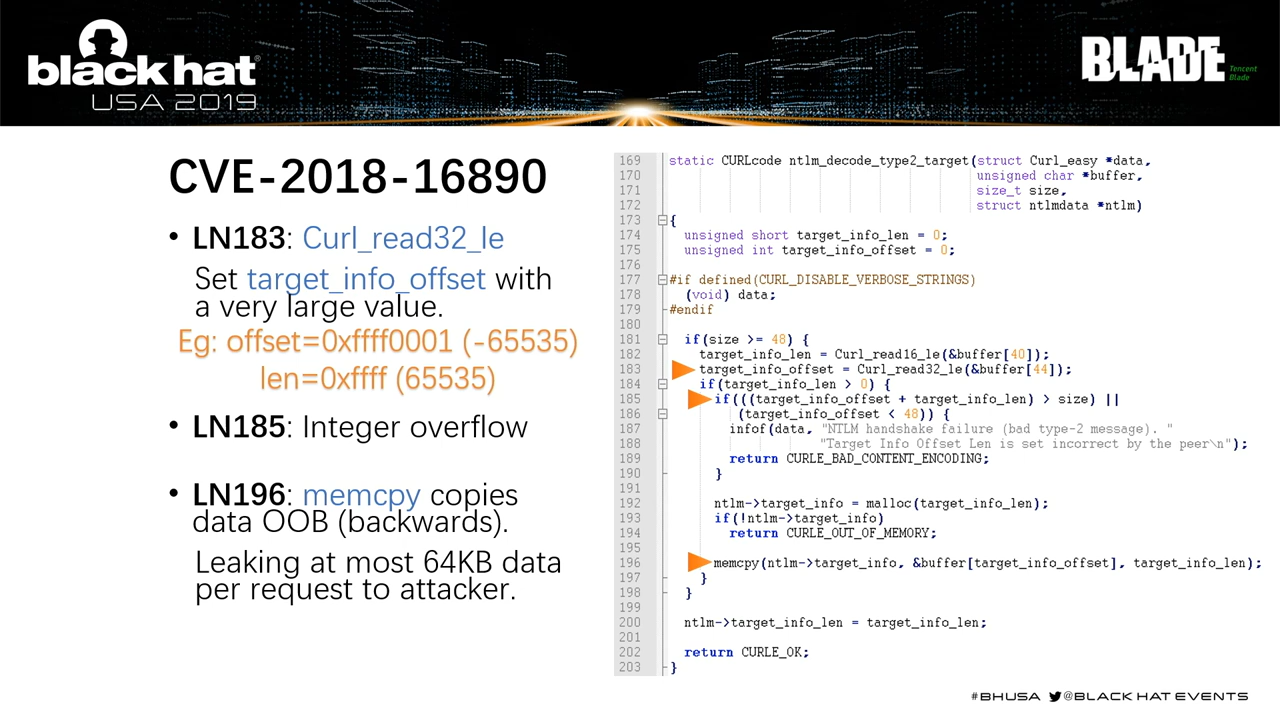 black hat®
USA 2019
BLADE
Tencent
Blade
CVE-2018-16890
• LN183: Curl_read32_le
Set target_info_offset with
a very large value.
Eg: offset=0xffff0001 (-65535)
len=0xffff (65535)
• LN185: Integer overflow
• LN196: memcpy copies
data OOB (backwards).
Leaking at most 64KB data
per request to attacker.
169 static CURLcode ntlm_decode_type2_target(struct Curl_easy *data,
170 unsigned char *buffer,
171 size_t size,
172 struct ntlmdata *ntlm)
173 {
174 unsigned short target_info_len = 0;
175 unsigned int target_info_offset = 0;
176
177 #if defined(CURL_DISABLE_VERBOSE_STRINGS)
178 (void) data;
179 #endif
180
181 if(size >= 48) {
182 target_info_len = Curl_read16_le(&buffer[40]);
183 target_info_offset = Curl_read32_le(&buffer[44]);
184 if(target_info_len > 0) {
185 if(((target_info_offset + target_info_len) > size) ||
186 (target_info_offset < 48)) {
187 infof(data, "NTLM handshake failure (bad type-2 message). "
188 "Target Info Offset Len is set incorrect by the peer\n");
189 return CURLE_BAD_CONTENT_ENCODING;
190 }
191
192 ntlm->target_info = malloc(target_info_len);
193 if(!ntlm->target_info)
194 return CURLE_OUT_OF_MEMORY;
195
196 memcpy(ntlm->target_info, &buffer[target_info_offset], target_info_len);
197 }
198 }
199
200 ntlm->target_info_len = target_info_len;
201
202 return CURLE_OK;
203 }
#BHUSA @BLACK HAT EVENTS